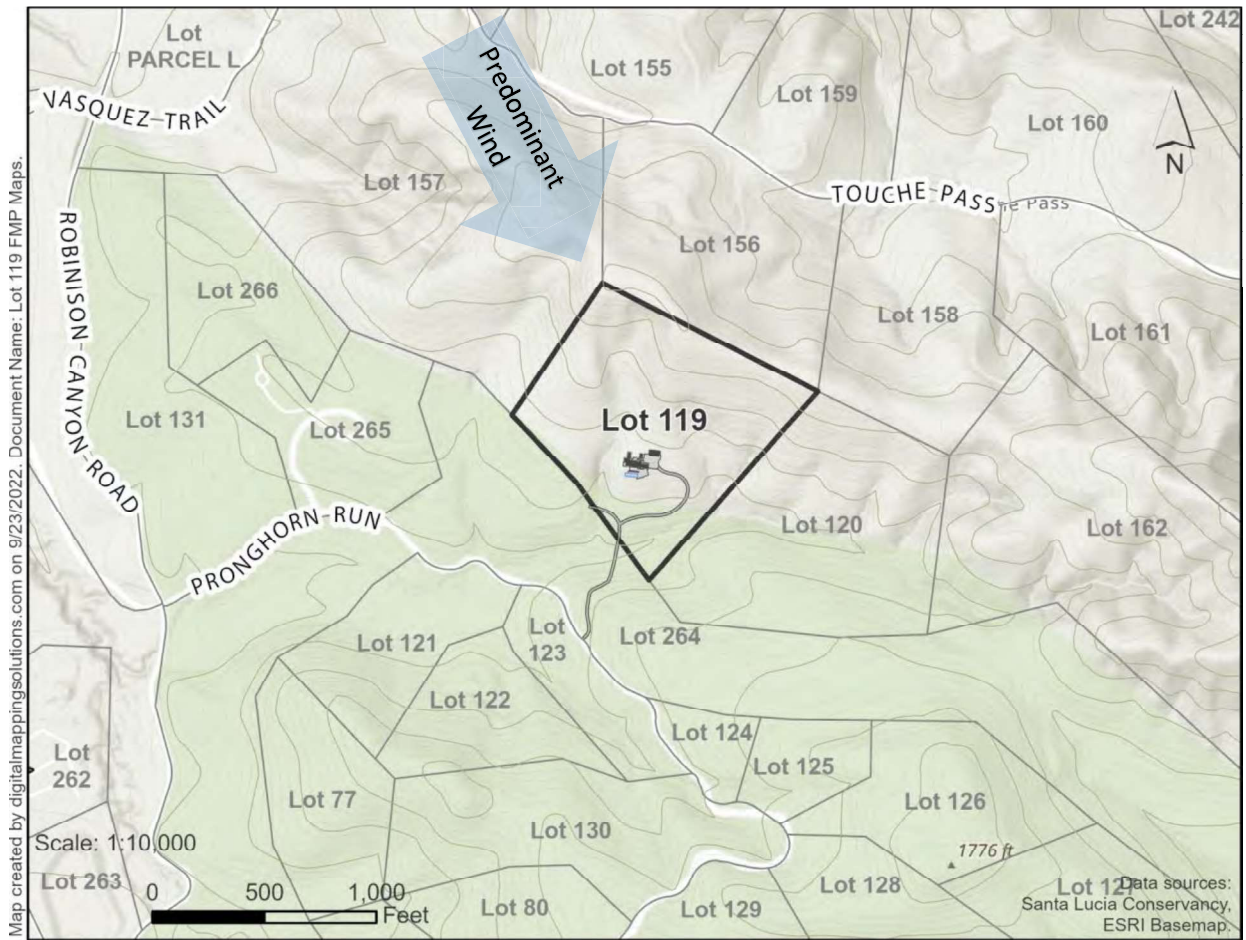 Lot
PARCEL L
Lot 242
Predominant
Wind
Lot 155
Lot 159
VASQUEZ-TRAIL
Lot 160
N
Lot 157
TOUCHE-PASS
Pass
ROBINISON-CANYON-ROAD
Lot 156
Lot 266
Lot 158
Lot 161
Lot 119
Lot 131
Lot 265
PRONGHORN-RUN
Lot 120
Lot 162
Lot 121
Lot
123
Lot 264
Lot 122
Lot 124
Lot
262
Lot 125
Lot 77
Lot 126
Lot 130
Scale: 1:10,000
1776 ft
Lot 263
0 500 1,000
Feet
Lot 80
Lot 129
Lot 128
Lot 127
Data sources:
Santa Lucia Conservancy,
ESRI Basemap.
Map created by digitalmappingsolutions.com on 9/23/2022. Document Name: Lot 119 FMP Maps.